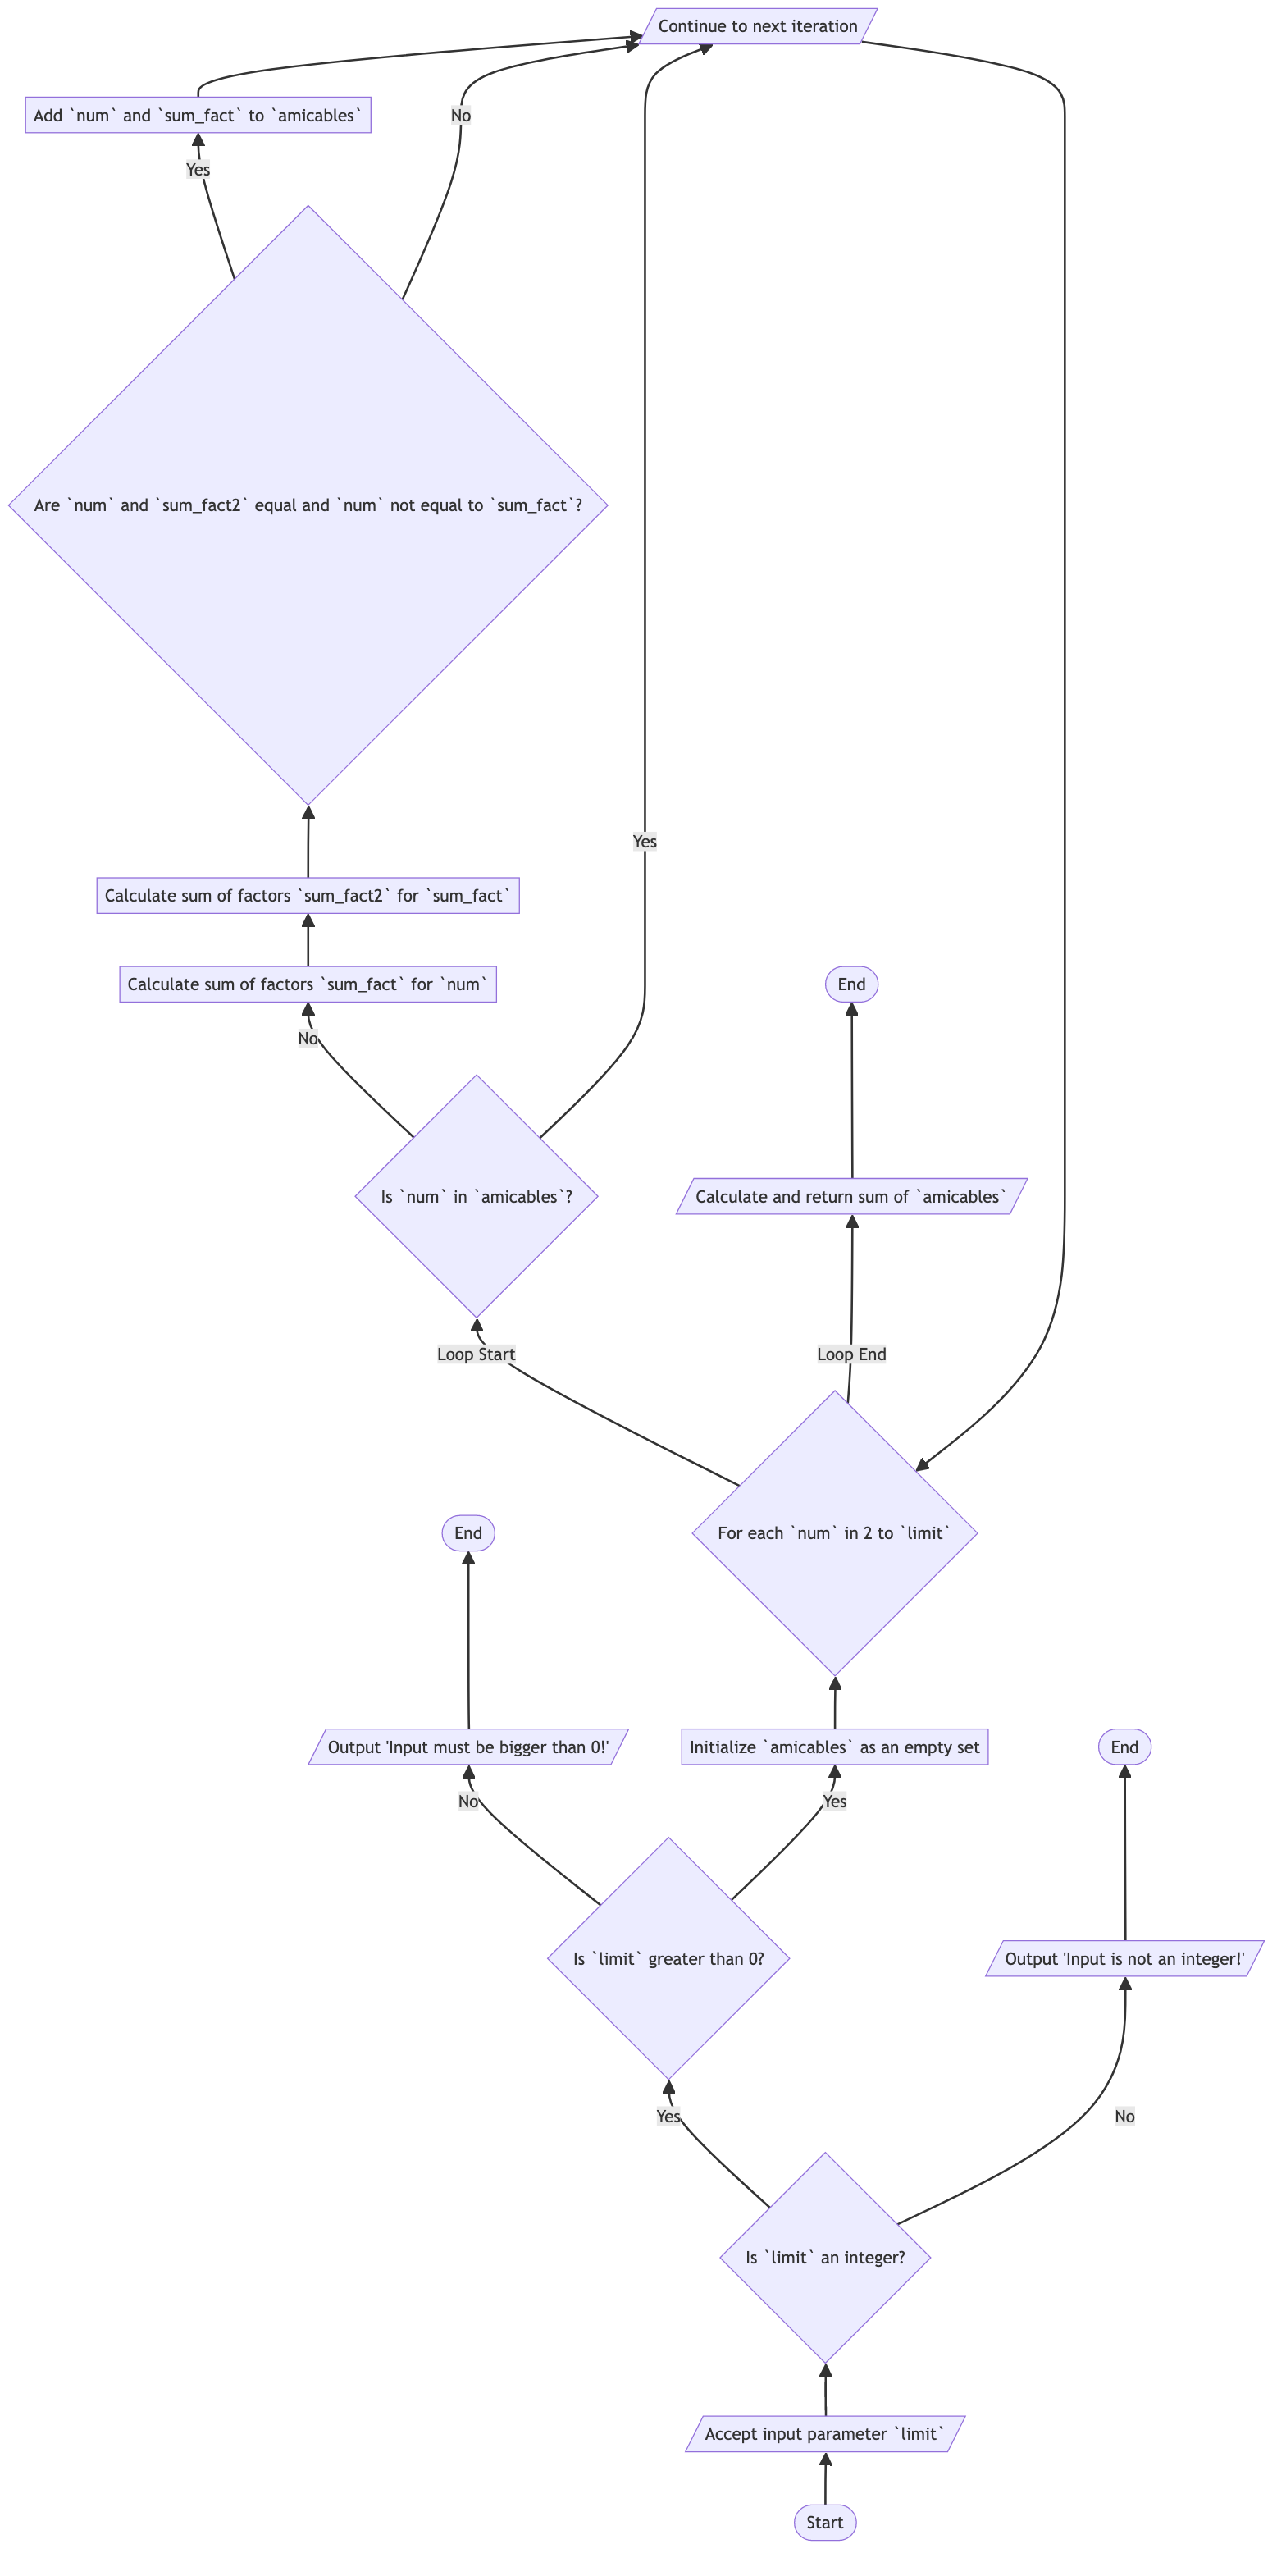 Continue to next iteration
Add `num` and `sum_fact` to `amicables`
No
Yes
Are `num` and `sum_fact2` equal and `num` not equal to `sum_fact`?
Yes
Calculate sum of factors `sum_fact2` for `sum_fact`
Calculate sum of factors `sum_fact` for `num`
End
No
Is `num` in `amicables`?
Calculate and return sum of `amicables`
Loop Start
Loop End
For each `num` in 2 to `limit`
End
Output 'Input must be bigger than 0!'
Initialize `amicables` as an empty set
End
No
Yes
Is `limit` greater than 0?
Output 'Input is not an integer!'
Yes
No
Is `limit` an integer?
Accept input parameter `limit`
Start